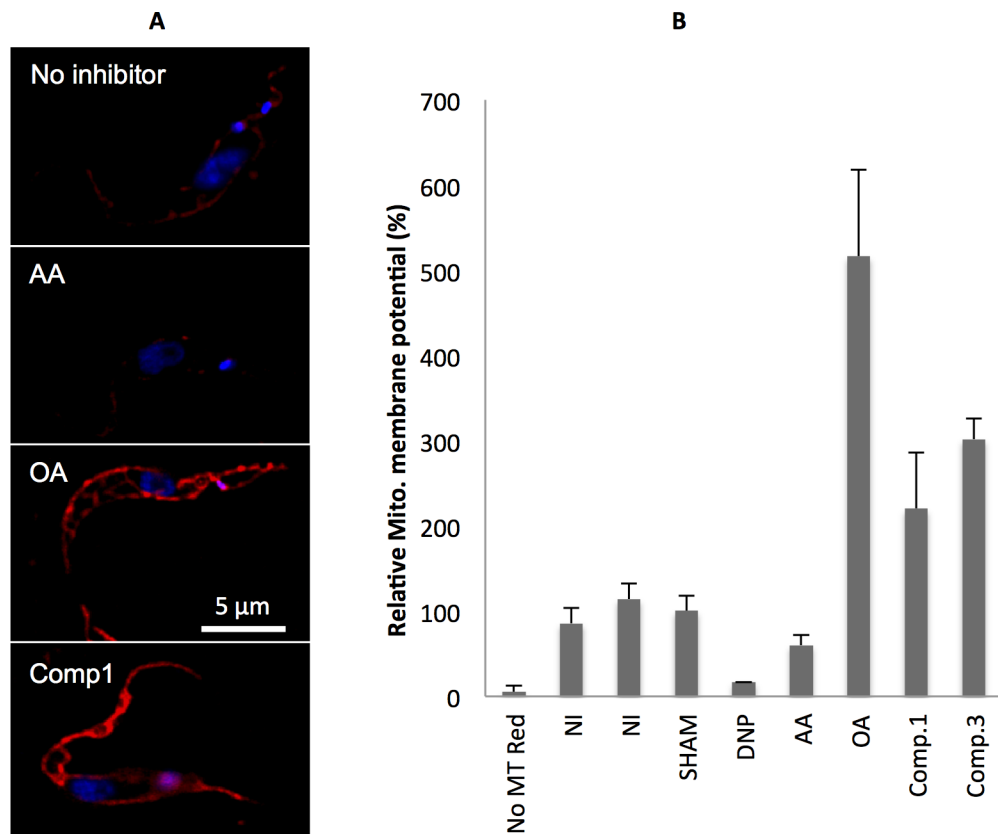 A
B
No inhibitor
AA
OA
5 µm
Comp1
Relative Mito. membrane potential (%)
700
600
500
400
300
200
100
0
No MT Red
NI
NI
SHAM
DNP
AA
OA
Comp.1
Comp.3